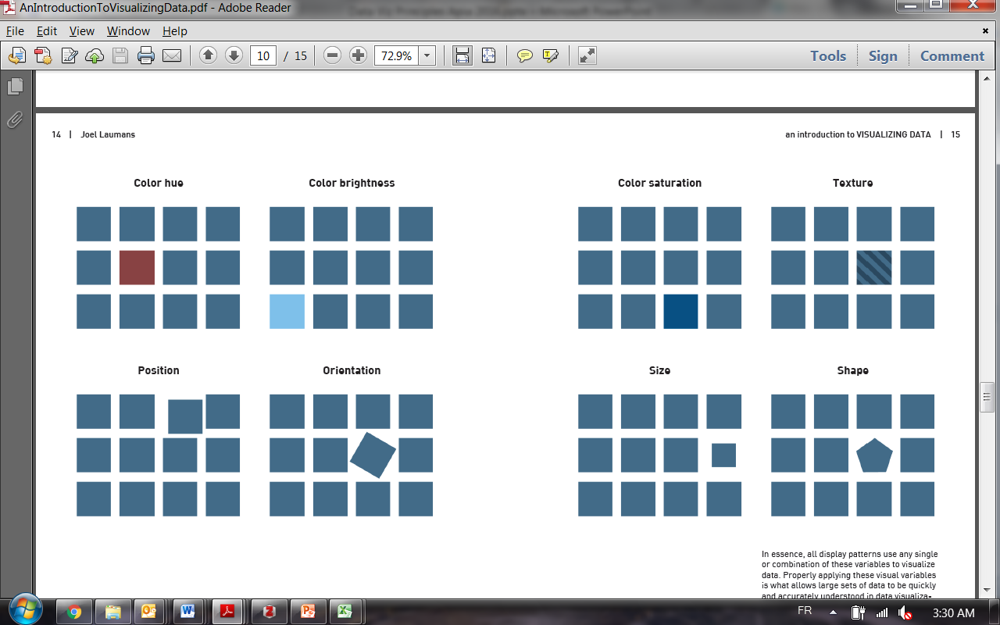 AnIntroductionToVisualizingData.pdf - Adobe Reader
File Edit View Window Help
10 / 15 72.9% Tools Sign Comment
14 | Joel Laumans
an introduction to VISUALIZING DATA | 15
Color hue
Color brightness
Color saturation
Texture
Position
Orientation
Size
Shape
In essence, all display patterns use any single
or combination of these variables to visualize
data. Properly applying these visual variables
is what allows large sets of data to be quickly
and accurately understood in data visualiza-
FR 3:30 AM